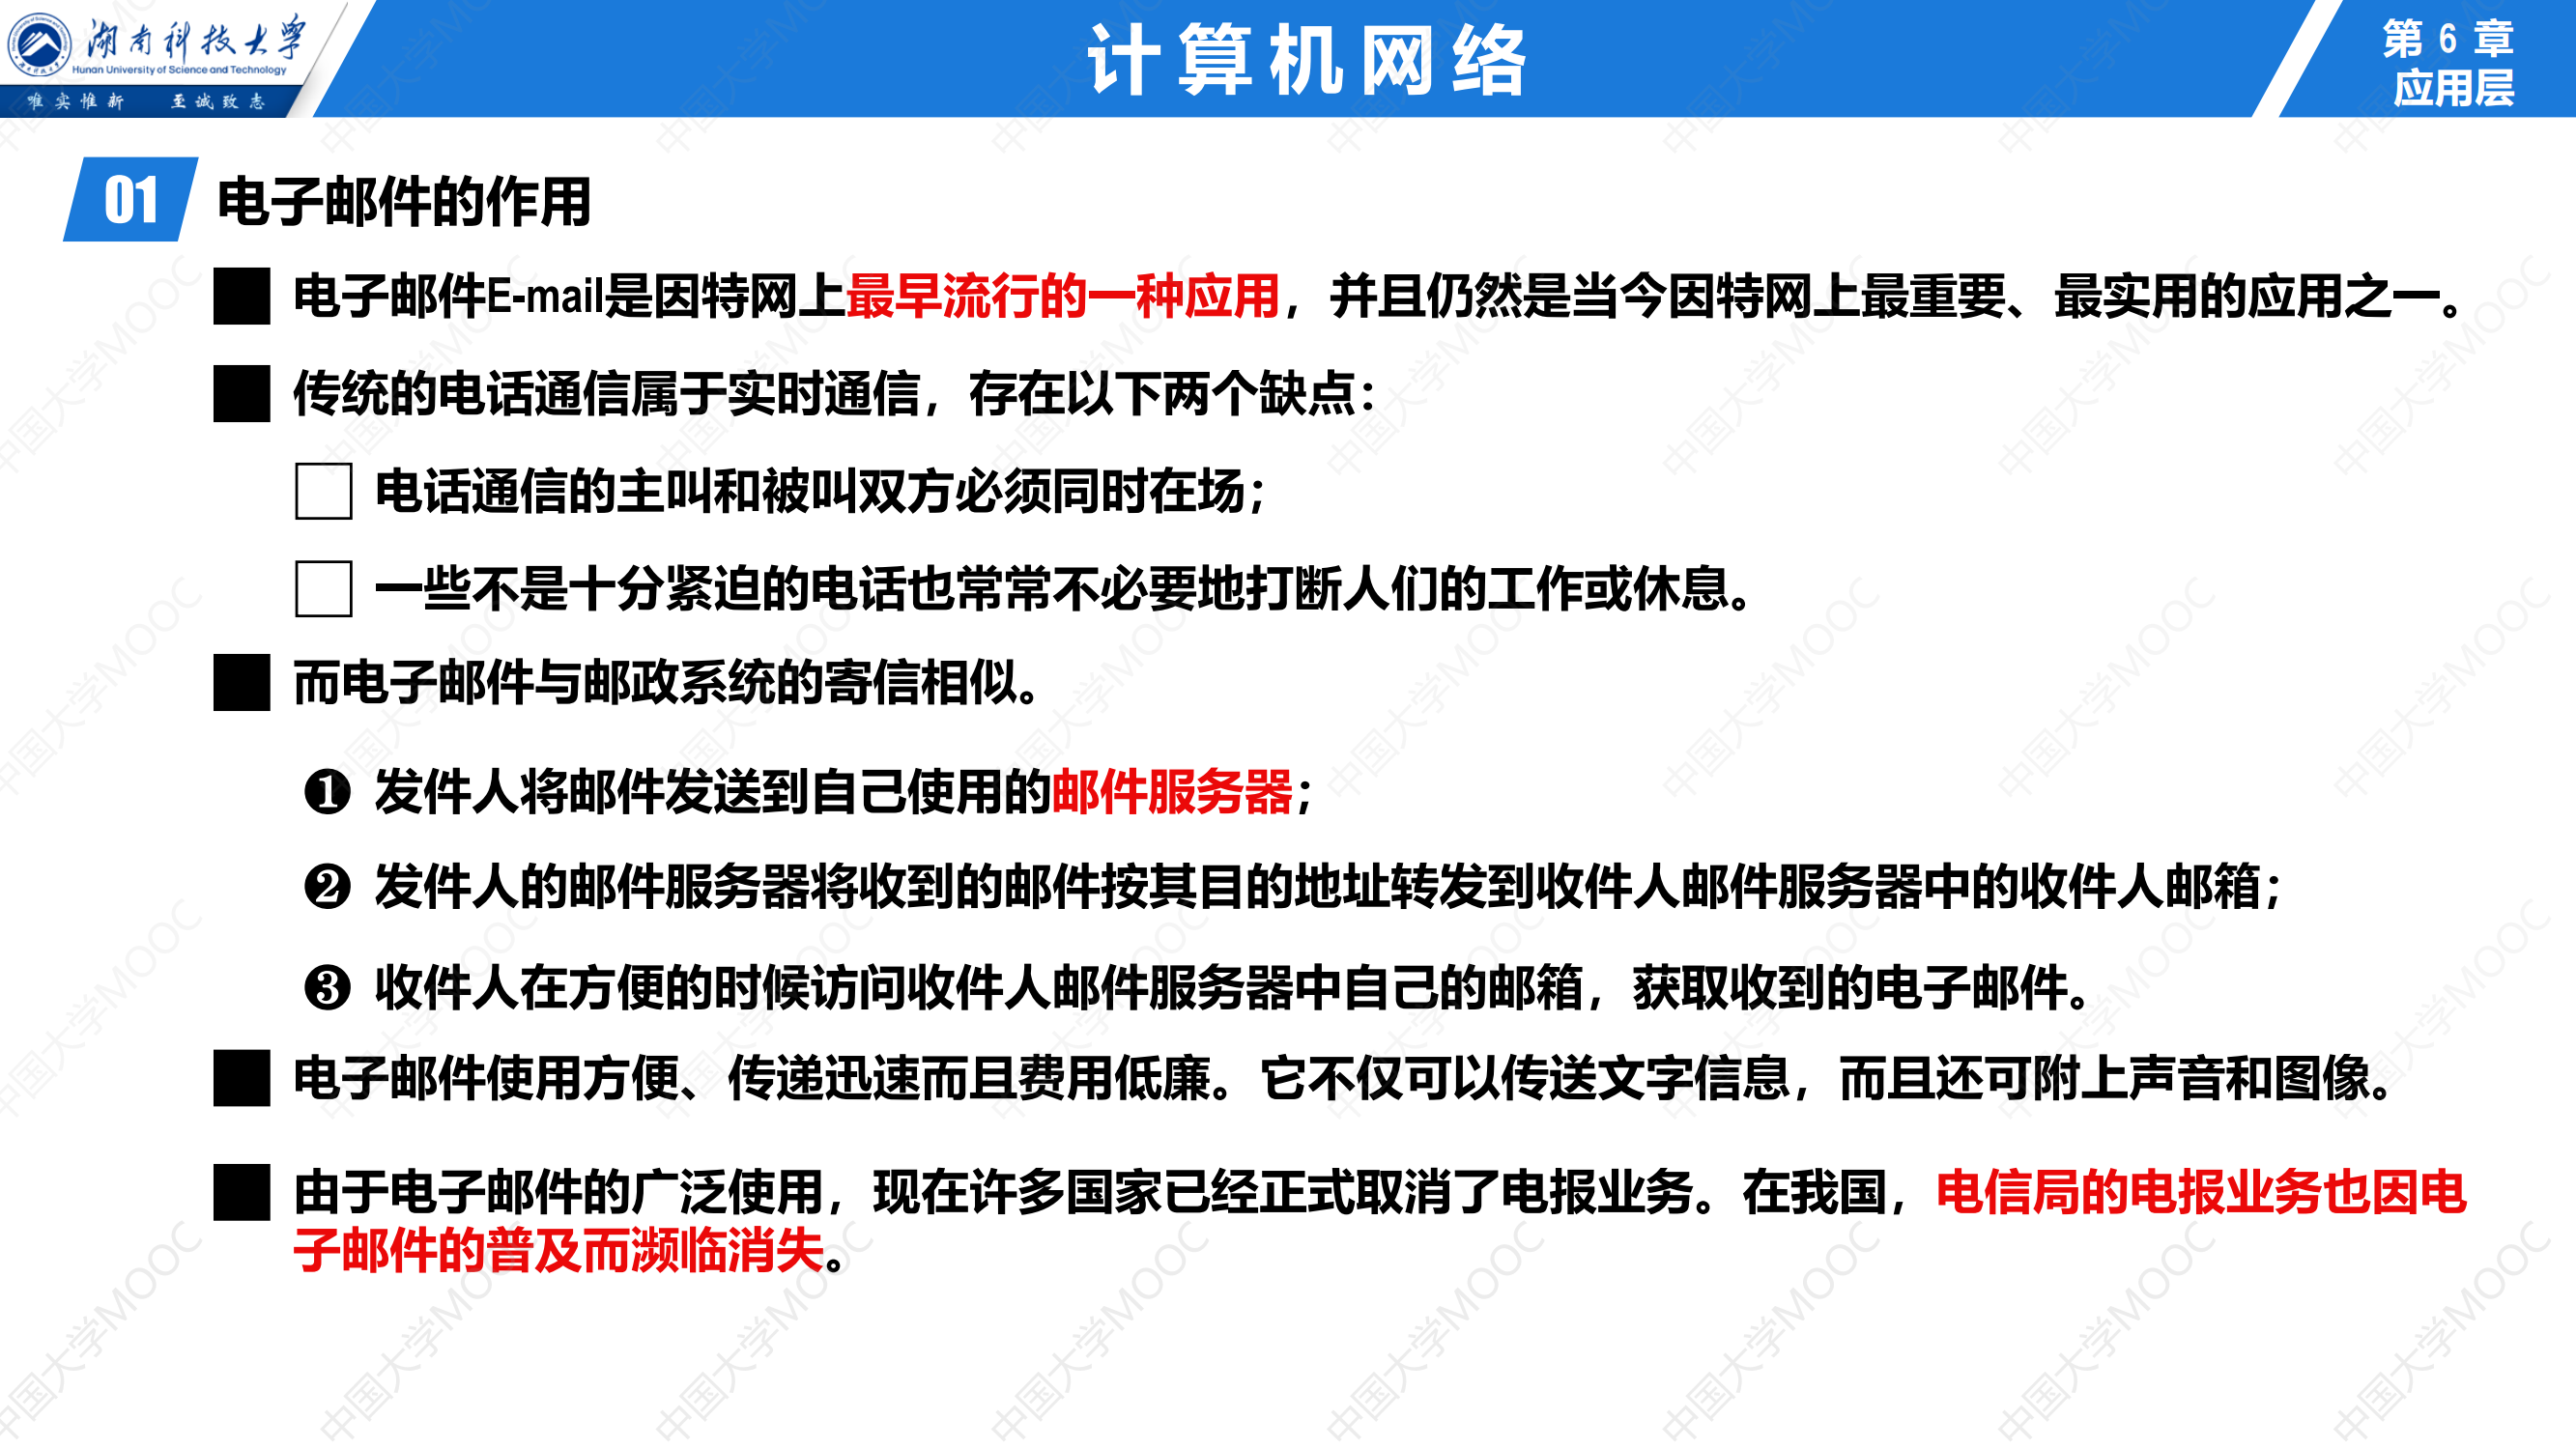 湖南科技大学
Hunan University of Science and Technology
唯实惟新 至诚致志
计算机网络
第 6 章
应用层
01 电子邮件的作用
电子邮件E-mail是因特网上最早流行的一种应用，并且仍然是当今因特网上最重要、最实用的应用之一。
传统的电话通信属于实时通信，存在以下两个缺点：
电话通信的主叫和被叫双方必须同时在场；
一些不是十分紧迫的电话也常常不必要地打断人们的工作或休息。
而电子邮件与邮政系统的寄信相似。
❶ 发件人将邮件发送到自己使用的邮件服务器；
❷ 发件人的邮件服务器将收到的邮件按其目的地址转发到收件人邮件服务器中的收件人邮箱；
❸ 收件人在方便的时候访问收件人邮件服务器中自己的邮箱，获取收到的电子邮件。
电子邮件使用方便、传递迅速而且费用低廉。它不仅可以传送文字信息，而且还可附上声音和图像。
由于电子邮件的广泛使用，现在许多国家已经正式取消了电报业务。在我国，电信局的电报业务也因电
子邮件的普及而濒临消失。
中国大学MOOC